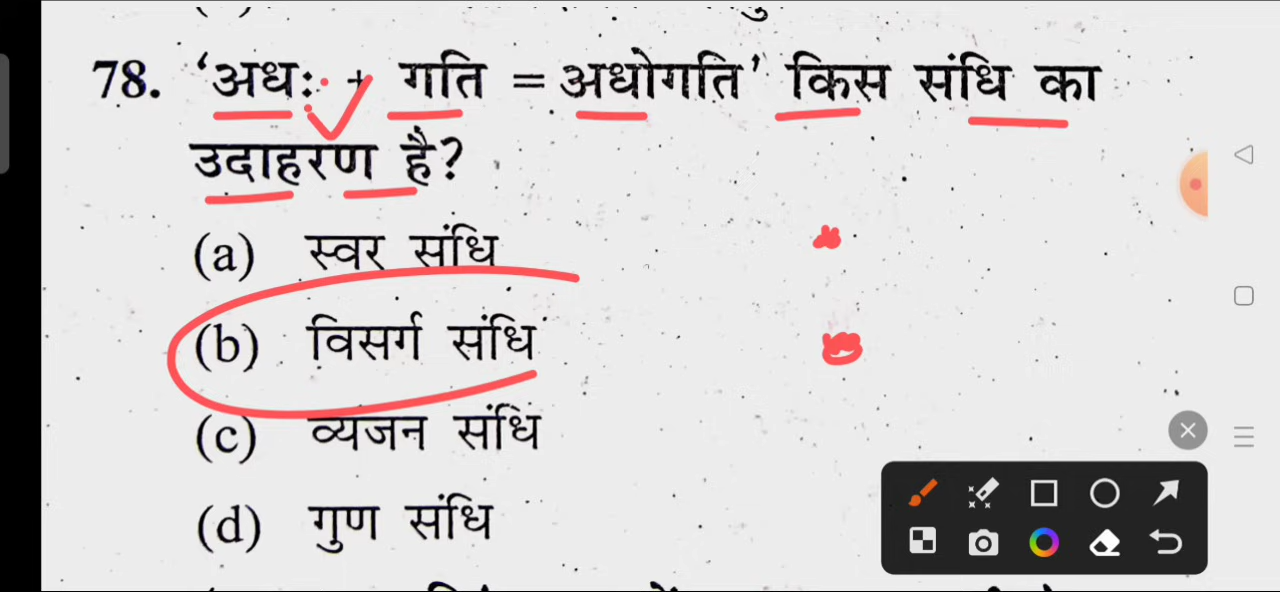 78. ‘अधः + गति = अधोगति’ किस संधि का
उदाहरण है?
(a) स्वर संधि
(b) विसर्ग संधि
(c) व्यजन संधि
(d) गुण संधि